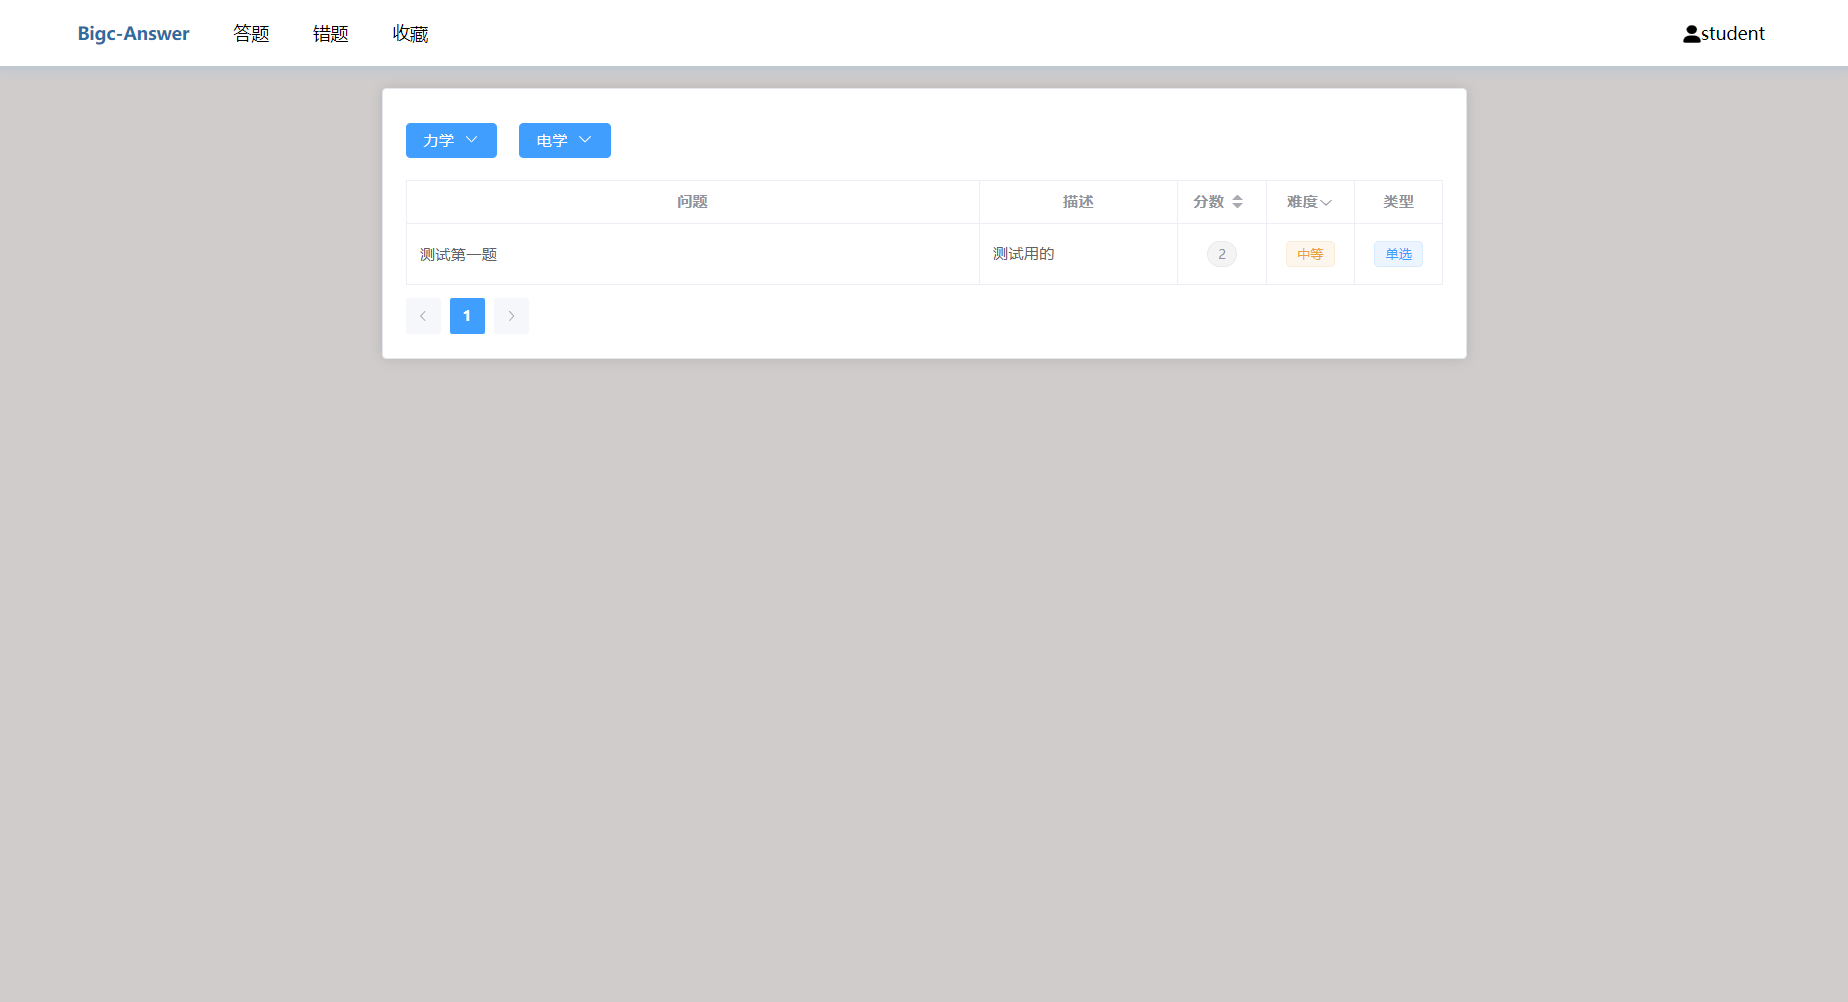 Bigc-Answer 答题 错题 收藏 student
力学 电学
问题 描述 分数 难度 类型
测试第一题 测试用的 2 中等 单选
1